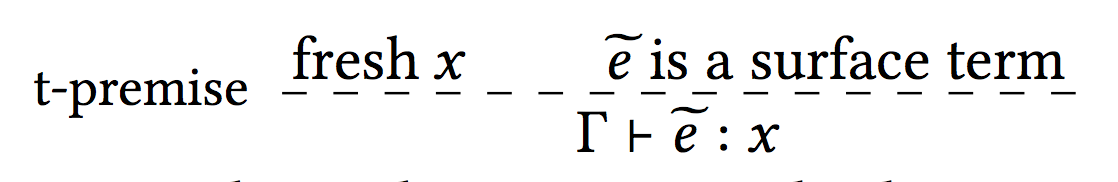 fresh x ẽ is a surface term
t-premise
Γ ⊢ ẽ : x